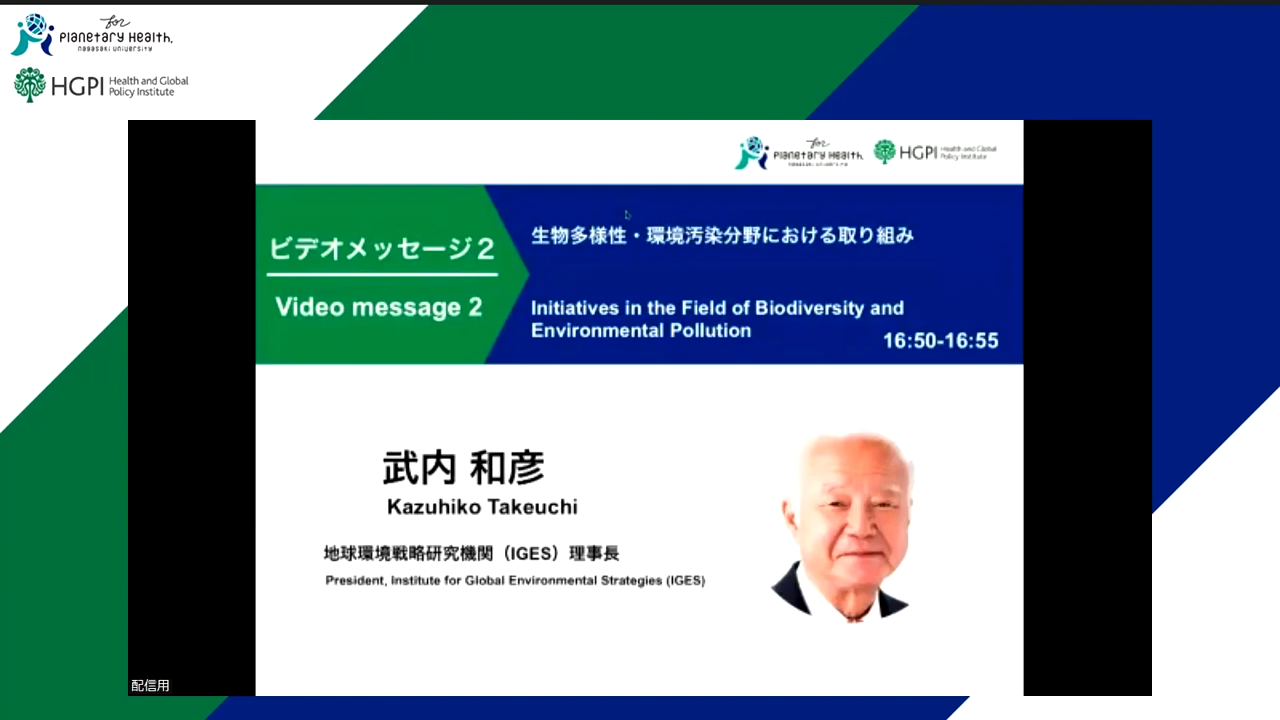 for
Planetary Health.
NAGASAKI UNIVERSITY
HGPI Health and Global
Policy Institute
for
Planetary Health.
HGPI Health and Global
Policy Institute
ビデオメッセージ2
Video message 2
生物多様性・環境汚染分野における取り組み
Initiatives in the Field of Biodiversity and
Environmental Pollution
16:50-16:55
武内 和彦
Kazuhiko Takeuchi
地球環境戦略研究機関（IGES）理事長
President, Institute for Global Environmental Strategies (IGES)
配信用